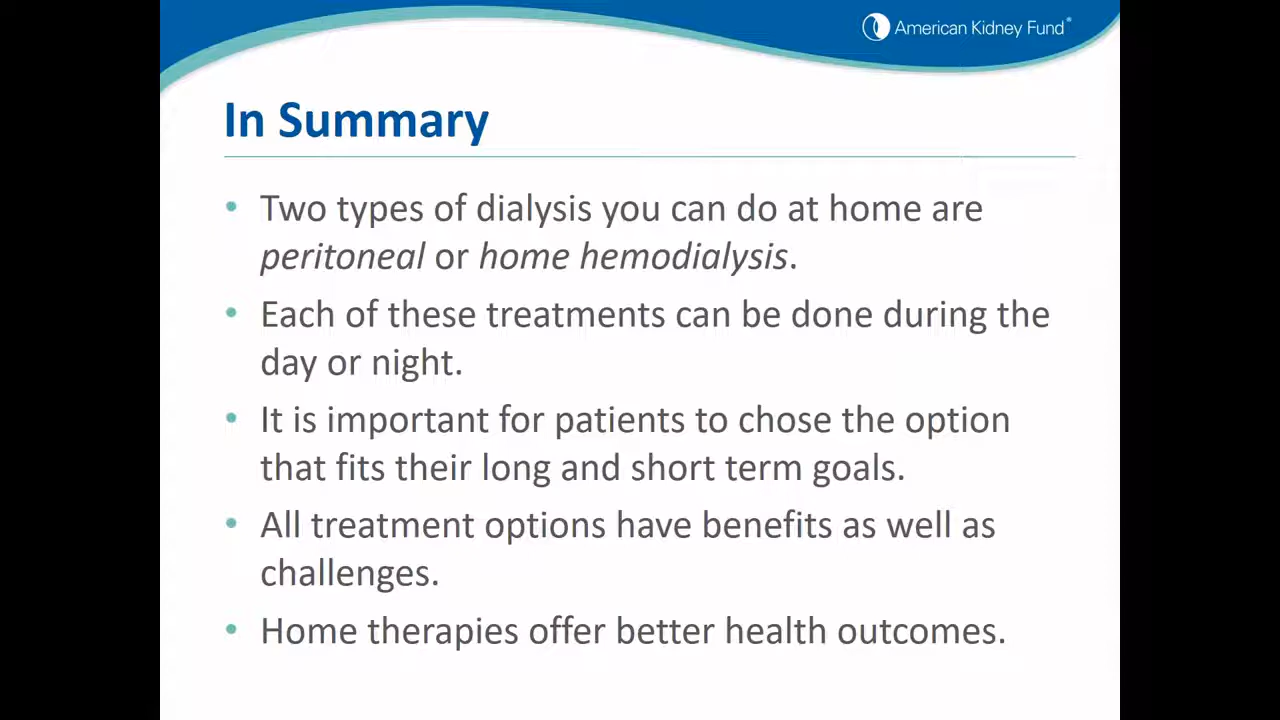 American Kidney Fund®
In Summary
• Two types of dialysis you can do at home are
peritoneal or home hemodialysis.
• Each of these treatments can be done during the
day or night.
• It is important for patients to chose the option
that fits their long and short term goals.
• All treatment options have benefits as well as
challenges.
• Home therapies offer better health outcomes.